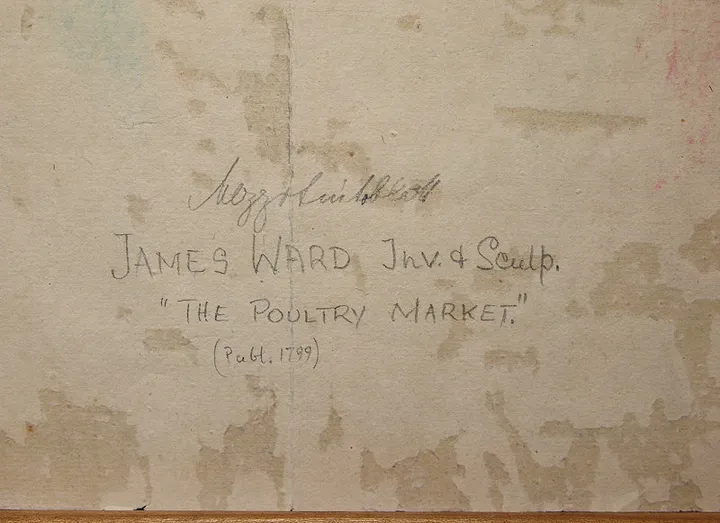 JAMES WARD Inv. & Sculp.
"THE POULTRY MARKET."
(Publ. 1799)